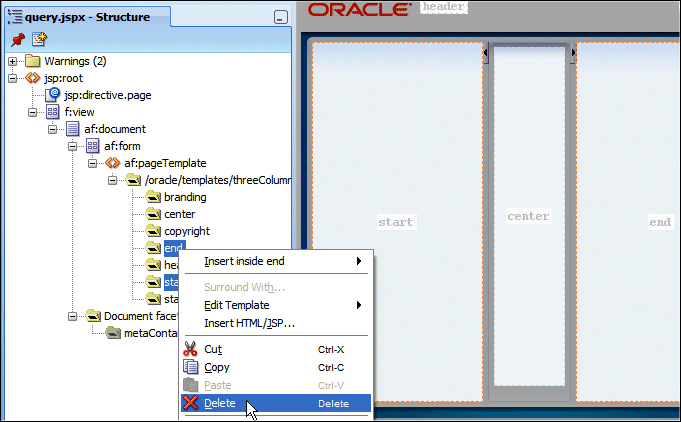 query.jspx - Structure
Warnings (2)
jsp:root
jsp:directive.page
f:view
af:document
af:form
af:pageTemplate
/oracle/templates/threeColumn
branding
center
copyright
end
hea
sta
sta
Document facet
metaConta
Insert inside end
Surround With...
Edit Template
Insert HTML/JSP...
Cut Ctrl-X
Copy Ctrl-C
Paste Ctrl-V
Delete Delete
ORACLE header
start
center
end